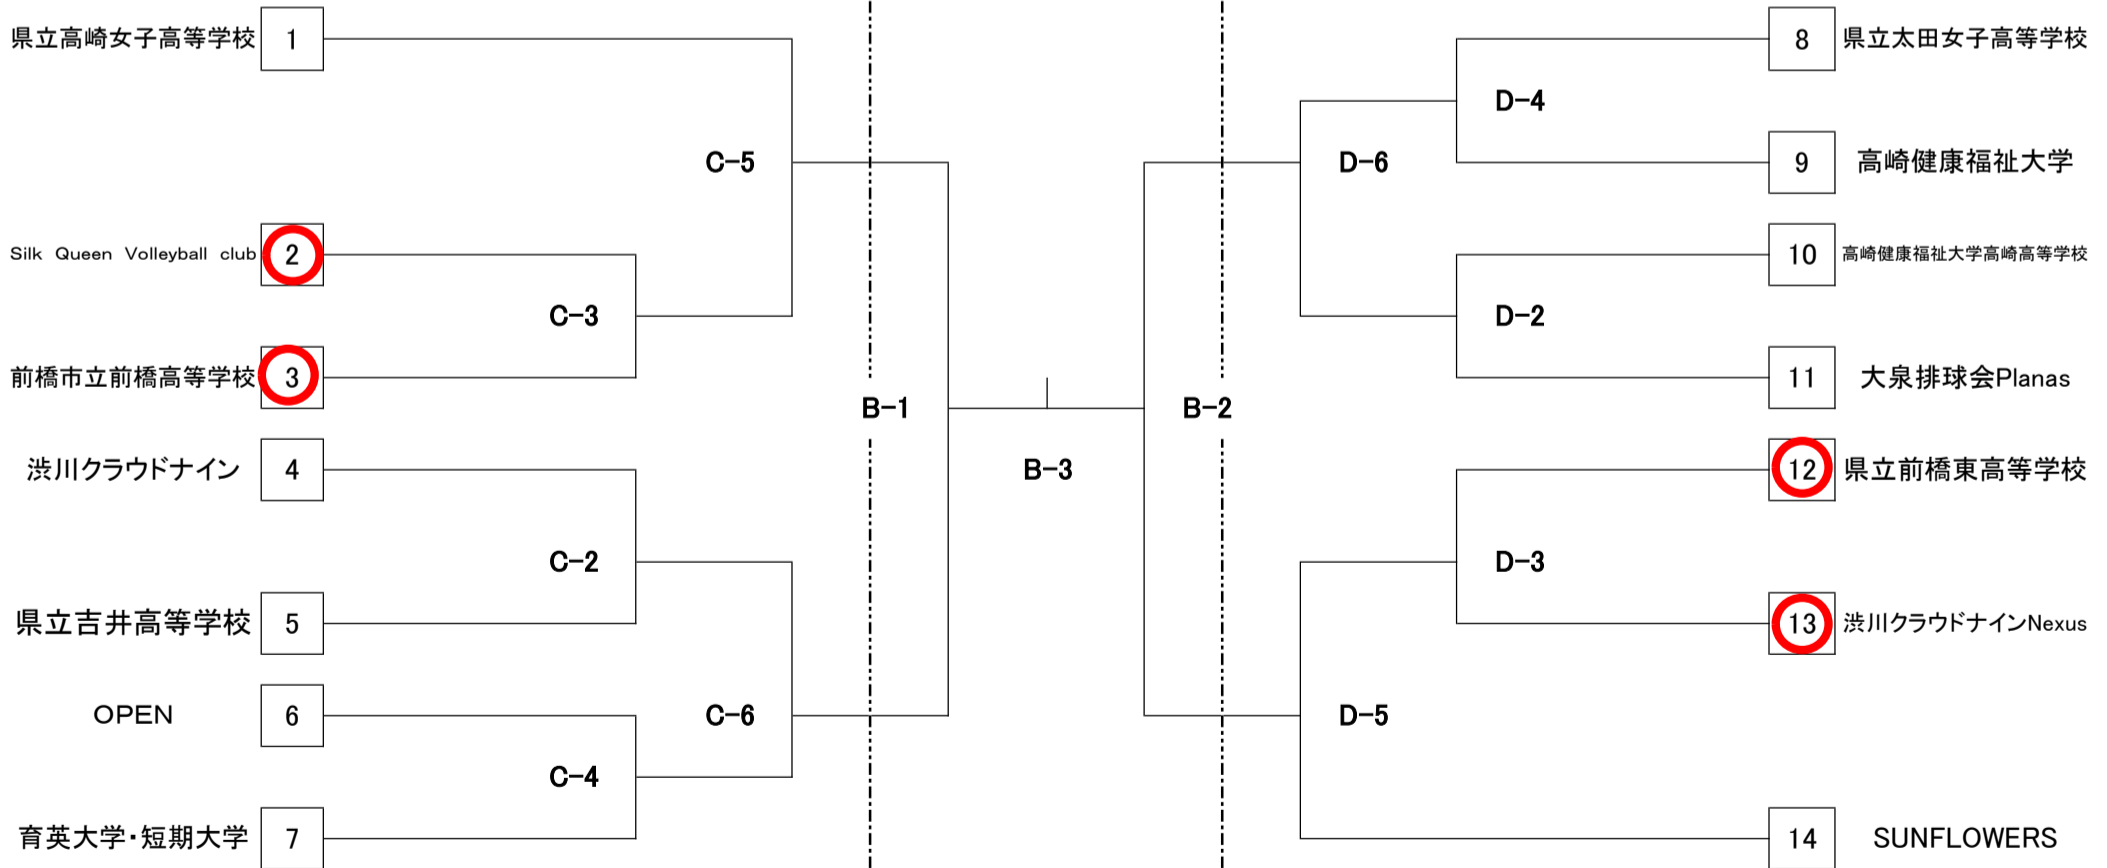 県立高崎女子高等学校 1
C-5
Silk Queen Volleyball club 2
C-3
前橋市立前橋高等学校 3
渋川クラウドナイン 4
C-2
県立吉井高等学校 5
OPEN 6
C-6
C-4
育英大学・短期大学 7
B-1
B-3
B-2
8 県立太田女子高等学校
D-4
D-6
9 高崎健康福祉大学
10 高崎健康福祉大学高崎高等学校
D-2
11 大泉排球会Planas
12 県立前橋東高等学校
D-3
13 渋川クラウドナインNexus
D-5
14 SUNFLOWERS